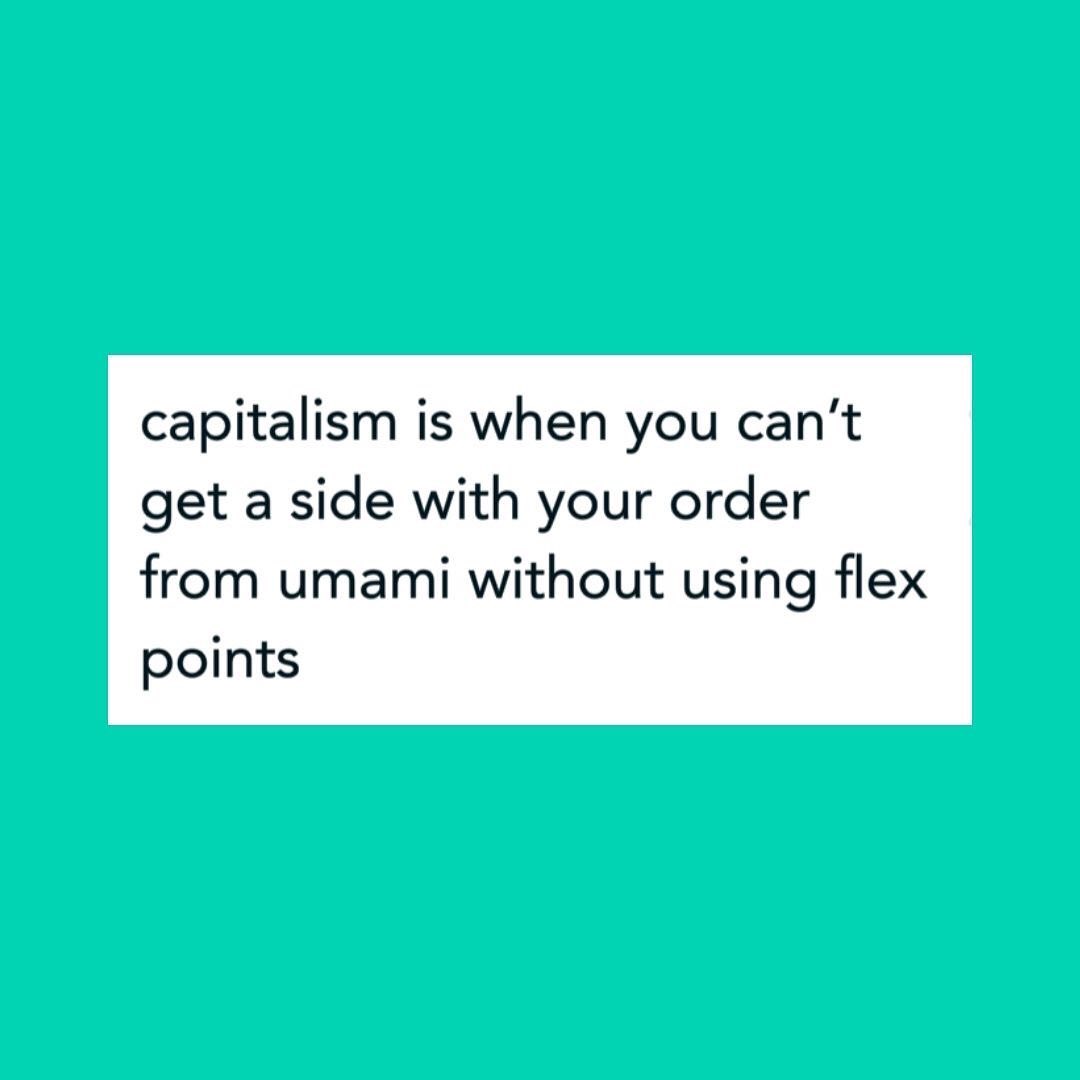 capitalism is when you can’t
get a side with your order
from umami without using flex
points